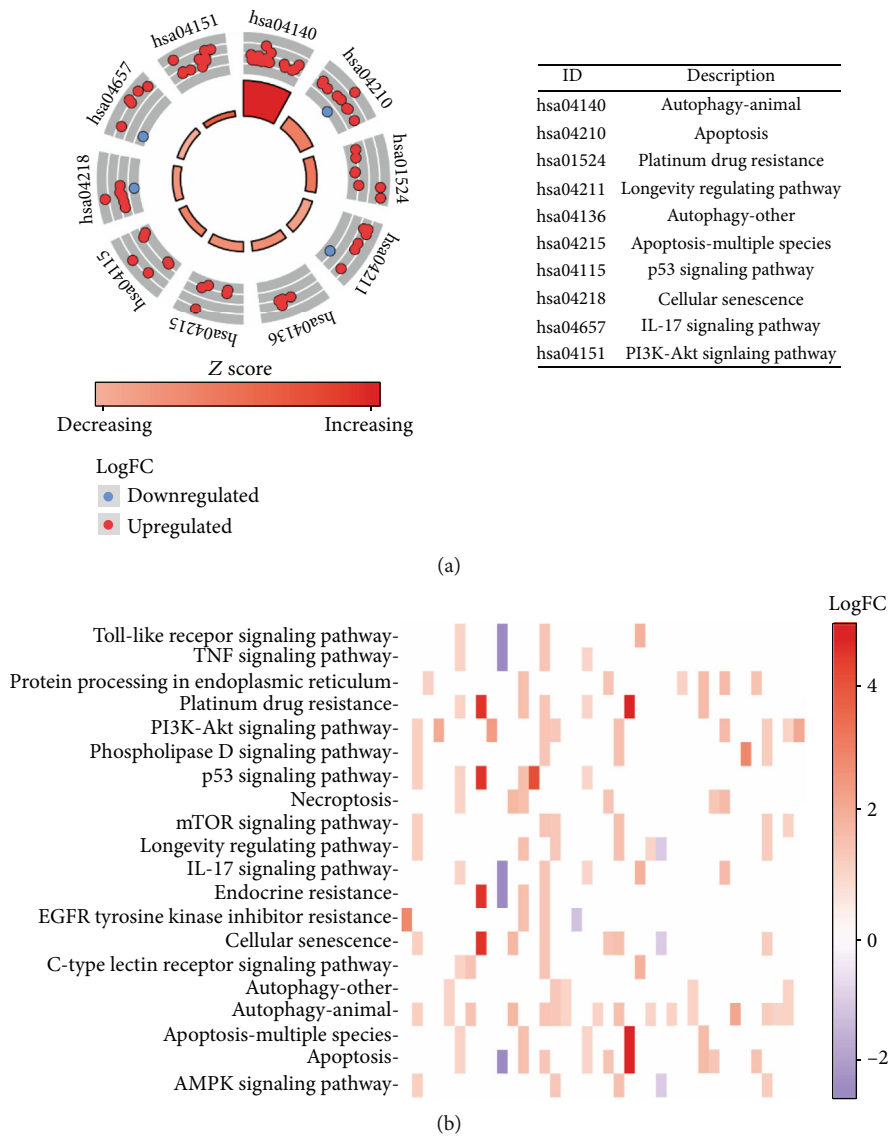 hsa04140
hsa04210
hsa01524
hsa04211
hsa04136
hsa04215
hsa04115
hsa04218
hsa04657
hsa04151
Z score
Decreasing Increasing
LogFC
Downregulated
Upregulated
ID Description
hsa04140 Autophagy-animal
hsa04210 Apoptosis
hsa01524 Platinum drug resistance
hsa04211 Longevity regulating pathway
hsa04136 Autophagy-other
hsa04215 Apoptosis-multiple species
hsa04115 p53 signaling pathway
hsa04218 Cellular senescence
hsa04657 IL-17 signaling pathway
hsa04151 PI3K-Akt signlaing pathway
(a)
Toll-like recepor signaling pathway-
TNF signaling pathway-
Protein processing in endoplasmic reticulum-
Platinum drug resistance-
PI3K-Akt signaling pathway-
Phospholipase D signaling pathway-
p53 signaling pathway-
Necroptosis-
mTOR signaling pathway-
Longevity regulating pathway-
IL-17 signaling pathway-
Endocrine resistance-
EGFR tyrosine kinase inhibitor resistance-
Cellular senescence-
C-type lectin receptor signaling pathway-
Autophagy-other-
Autophagy-animal-
Apoptosis-multiple species-
Apoptosis-
AMPK signaling pathway-
LogFC
4
2
0
−2
(b)